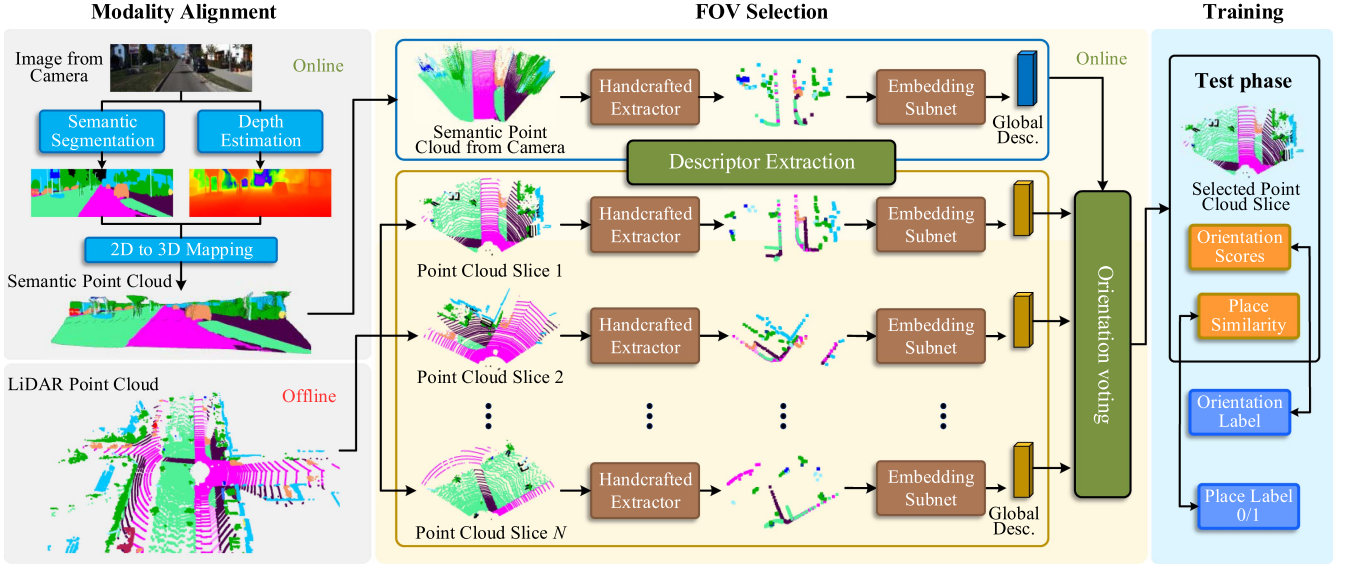 Modality Alignment
FOV Selection
Training
Image from
Camera
Online
Semantic
Segmentation
Depth
Estimation
2D to 3D Mapping
Semantic Point Cloud
LiDAR Point Cloud
Offline
Semantic Point
Cloud from Camera
Handcrafted
Extractor
Embedding
Subnet
Global
Desc.
Online
Descriptor Extraction
Point Cloud Slice 1
Handcrafted
Extractor
Embedding
Subnet
Point Cloud Slice 2
Handcrafted
Extractor
Embedding
Subnet
Point Cloud Slice N
Handcrafted
Extractor
Embedding
Subnet
Global
Desc.
Orientation voting
Test phase
Selected Point
Cloud Slice
Orientation
Scores
Place
Similarity
Orientation
Label
Place Label
0/1